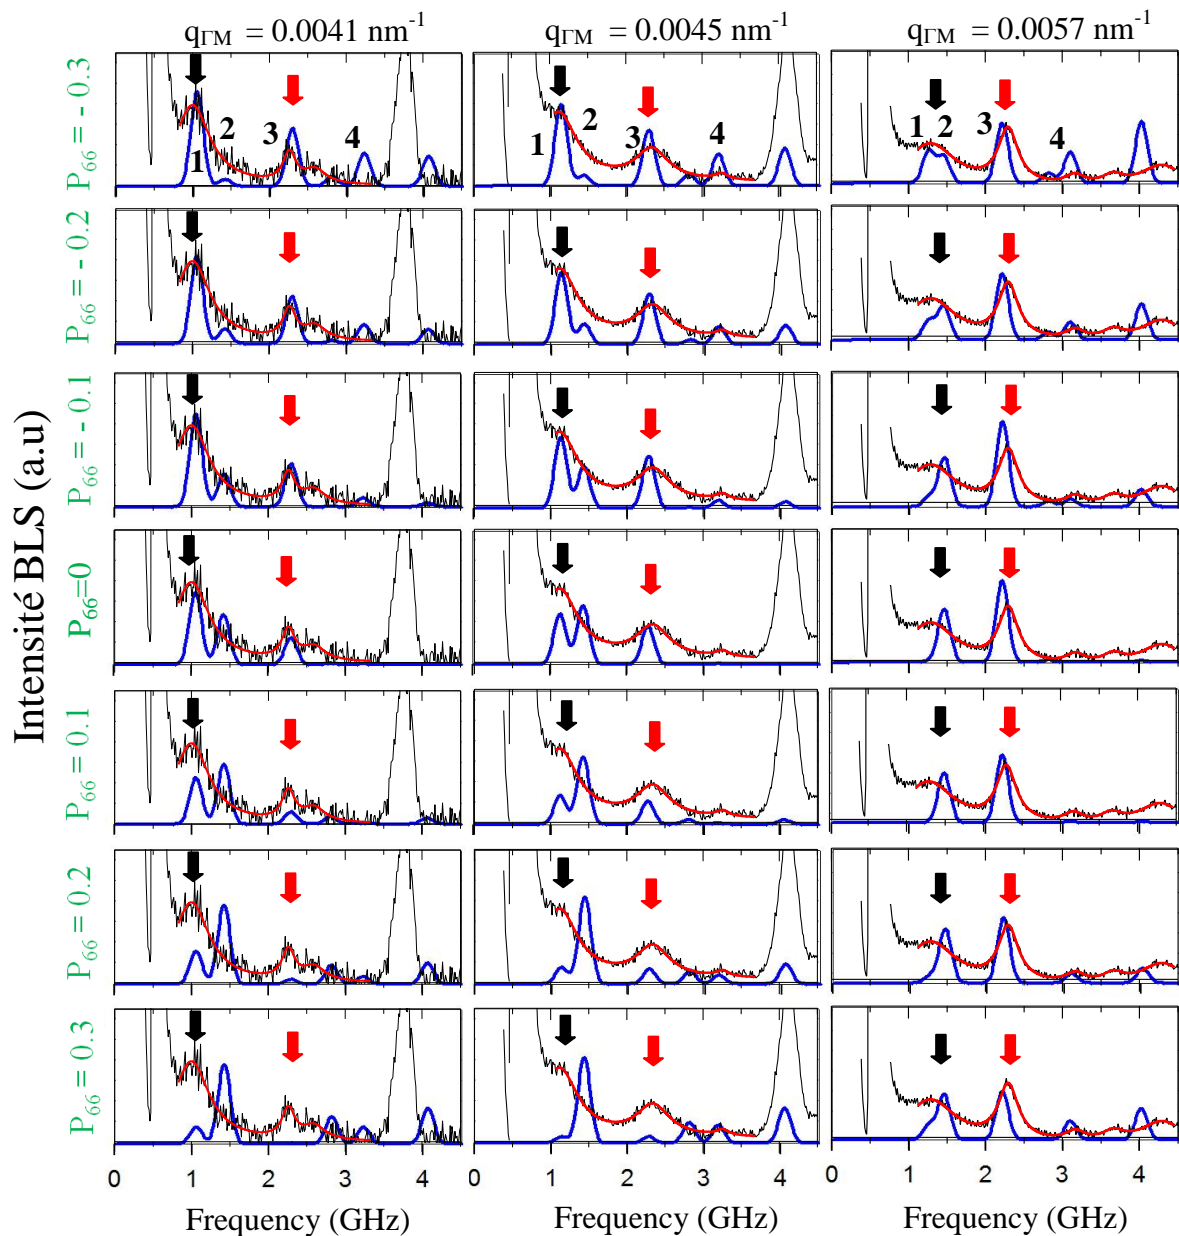 q_ΓM = 0.0041 nm⁻¹
q_ΓM = 0.0045 nm⁻¹
q_ΓM = 0.0057 nm⁻¹
Intensité BLS (a.u)
P₆₆ = - 0.3
1 2 3 4
1 2 3 4
1 2 3 4
P₆₆ = - 0.2
P₆₆ = - 0.1
P₆₆=0
P₆₆ = 0.1
P₆₆ = 0.2
P₆₆ = 0.3
0 1 2 3 4
0 1 2 3 4
0 1 2 3 4
Frequency (GHz)
Frequency (GHz)
Frequency (GHz)